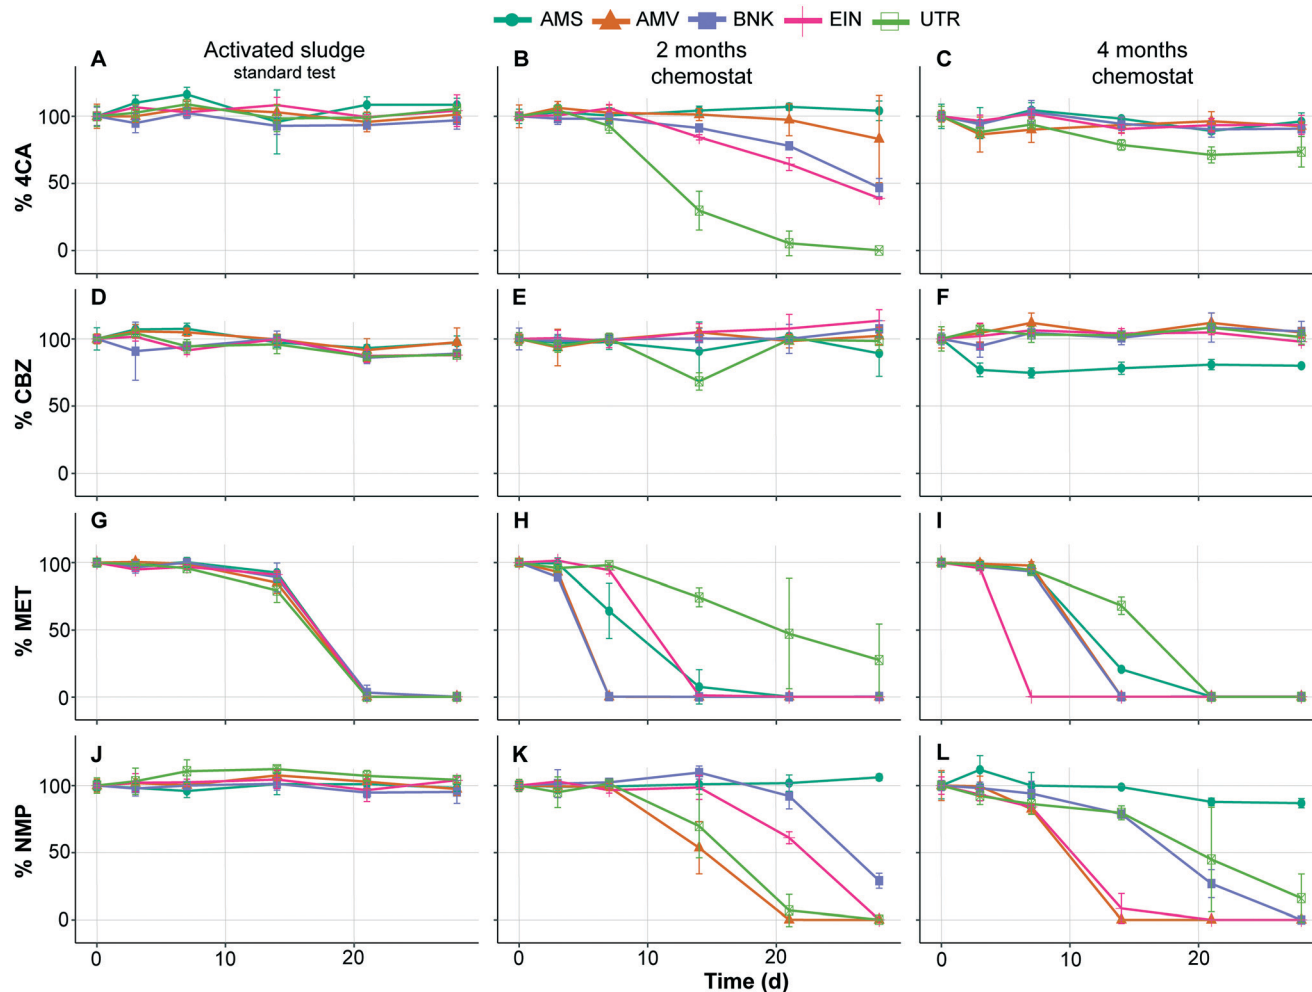 AMS AMV BNK EIN UTR
A Activated sludge
standard test
B 2 months
chemostat
C 4 months
chemostat
% 4CA
100
50
0
D E F
% CBZ
100
50
0
G H I
% MET
100
50
0
J K L
% NMP
100
50
0
0 10 20 0 10 20 0 10 20
Time (d)